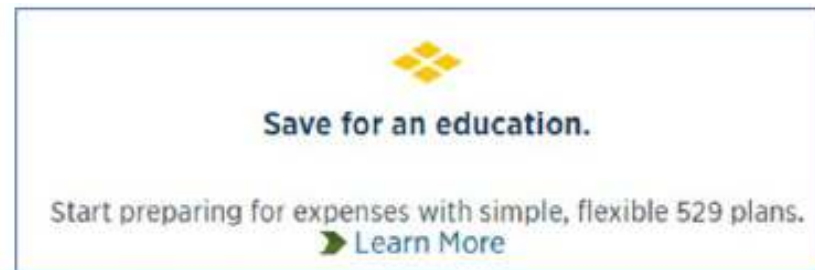 Save for an education.
Start preparing for expenses with simple, flexible 529 plans.
Learn More